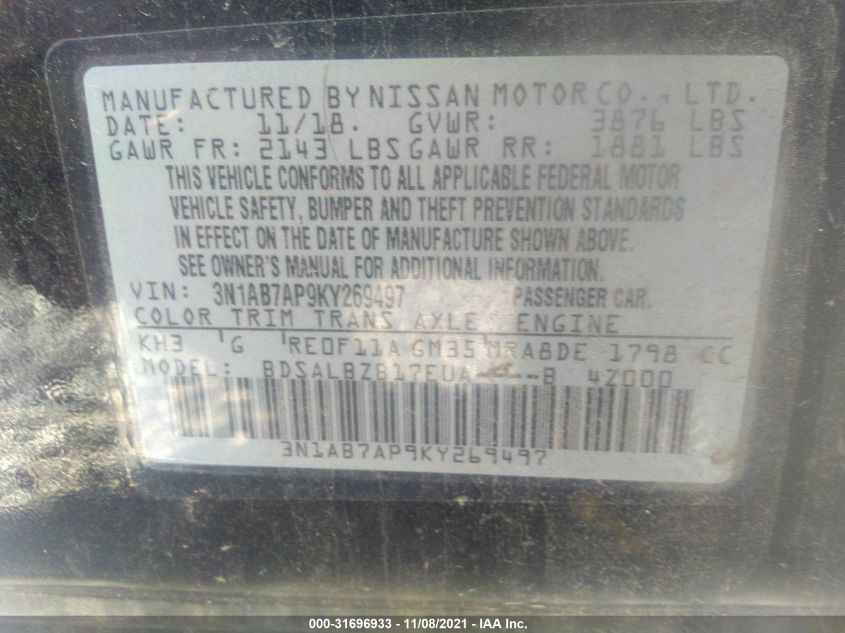 MANUFACTURED BY NISSAN MOTOR CO., LTD.
DATE: 11/18. GVWR: 3876 LBS
GAWR FR: 2143 LBS GAWR RR: 1881 LBS
THIS VEHICLE CONFORMS TO ALL APPLICABLE FEDERAL MOTOR
VEHICLE SAFETY, BUMPER AND THEFT PREVENTION STANDARDS
IN EFFECT ON THE DATE OF MANUFACTURE SHOWN ABOVE.
SEE OWNER'S MANUAL FOR ADDITIONAL INFORMATION.
VIN: 3N1AB7AP9KY269497 PASSENGER CAR.
COLOR TRIM TRANS AXLE ENGINE
KH3 G RE0F11A GM35 MRA8DE 1798 CC
MODEL: BDSALBZB17EUA-----B 4Z000
3N1AB7AP9KY269497
000-31696933 - 11/08/2021 - IAA Inc.